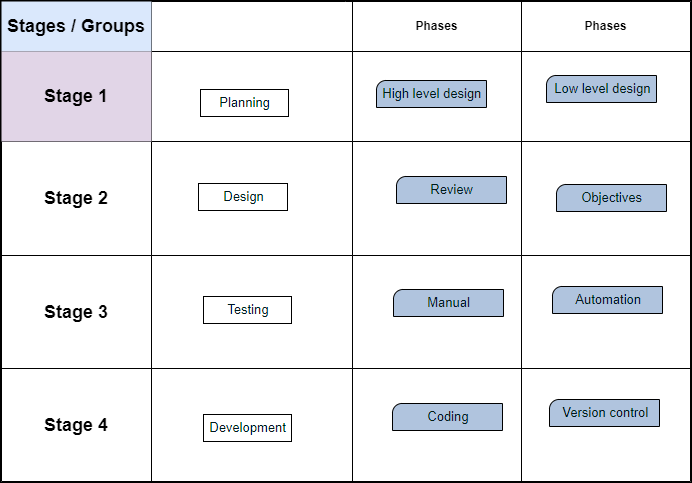 Stages / Groups
Phases
Phases
Stage 1
Planning
High level design
Low level design
Stage 2
Design
Review
Objectives
Stage 3
Testing
Manual
Automation
Stage 4
Development
Coding
Version control